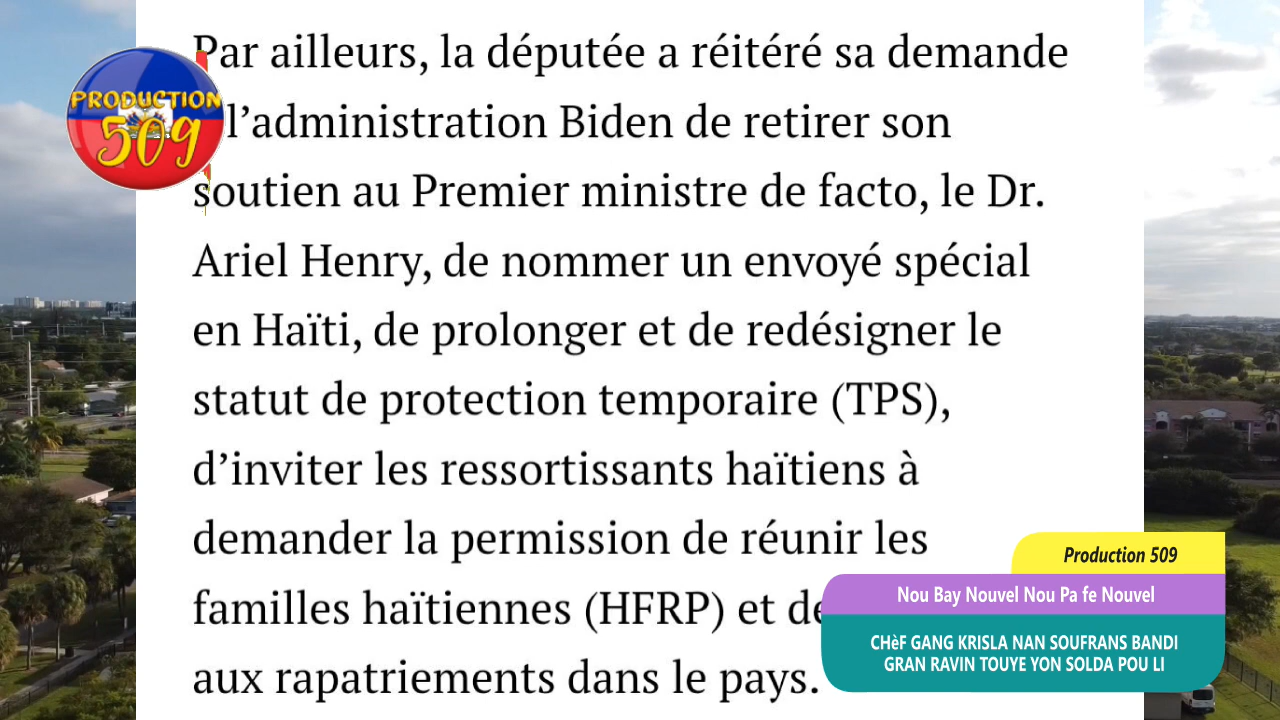 Par ailleurs, la députée a réitéré sa demande
l’administration Biden de retirer son
soutien au Premier ministre de facto, le Dr.
Ariel Henry, de nommer un envoyé spécial
en Haïti, de prolonger et de redésigner le
statut de protection temporaire (TPS),
d’inviter les ressortissants haïtiens à
demander la permission de réunir les
familles haïtiennes (HFRP) et
aux rapatriements dans le pays.
PRODUCTION
509
Production 509
Nou Bay Nouvel Nou Pa fe Nouvel
CHèF GANG KRISLA NAN SOUFRANS BANDI
GRAN RAVIN TOUYE YON SOLDA POU LI